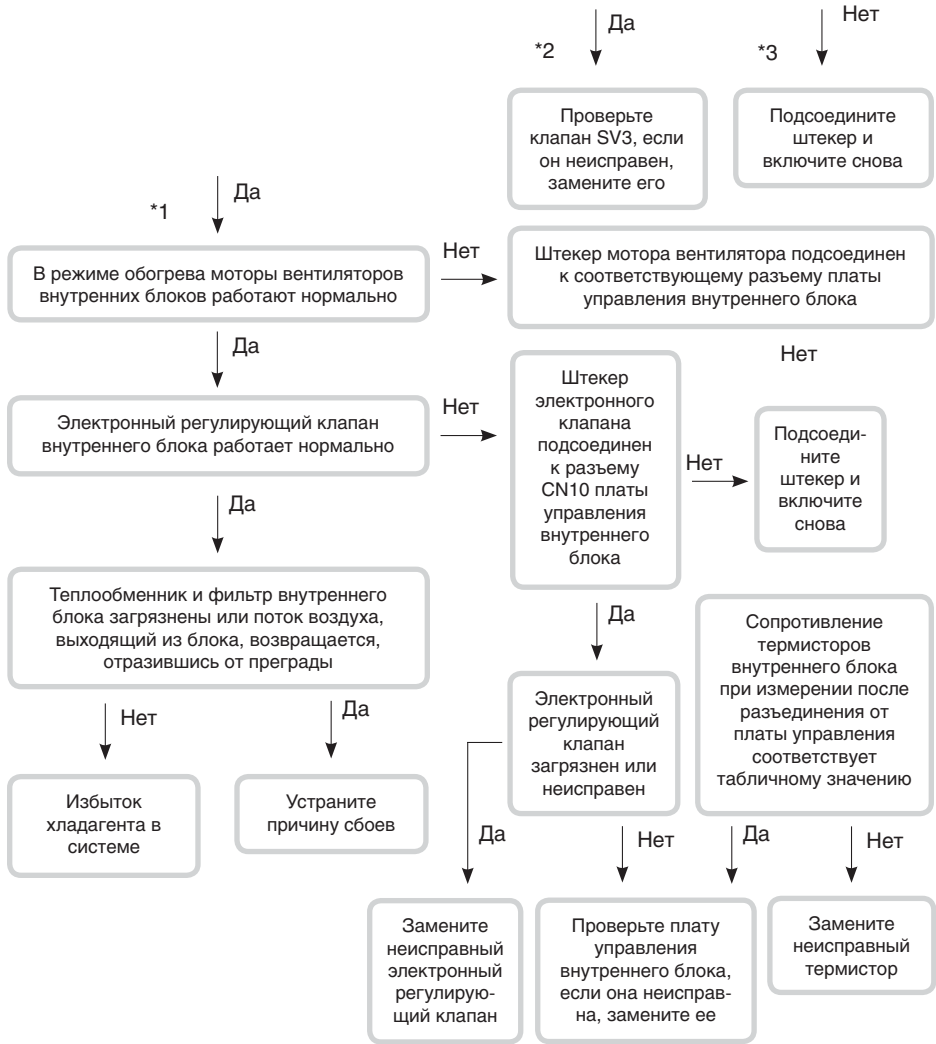 Да
Нет
*2
*3
Проверьте
клапан SV3, если
он неисправен,
замените его
Подсоедините
штекер и
включите снова
*1
Да
В режиме обогрева моторы вентиляторов
внутренних блоков работают нормально
Нет
Штекер мотора вентилятора подсоединен
к соответствующему разъему платы
управления внутреннего блока
Да
Нет
Электронный регулирующий клапан
внутреннего блока работает нормально
Нет
Штекер
электронного
клапана
подсоединен
к разъему
CN10 платы
управления
внутреннего
блока
Нет
Подсоеди-
ните
штекер и
включите
снова
Да
Теплообменник и фильтр внутреннего
блока загрязнены или поток воздуха,
выходящий из блока, возвращается,
отразившись от преграды
Да
Сопротивление
термисторов
внутреннего блока
при измерении после
разъединения от
платы управления
соответствует
табличному значению
Нет
Да
Электронный
регулирующий
клапан
загрязнен или
неисправен
Избыток
хладагента в
системе
Устраните
причину сбоев
Да
Нет
Да
Нет
Замените
неисправный
электронный
регулирую-
щий клапан
Проверьте плату
управления
внутреннего блока,
если она неисправ-
на, замените ее
Замените
неисправный
термистор